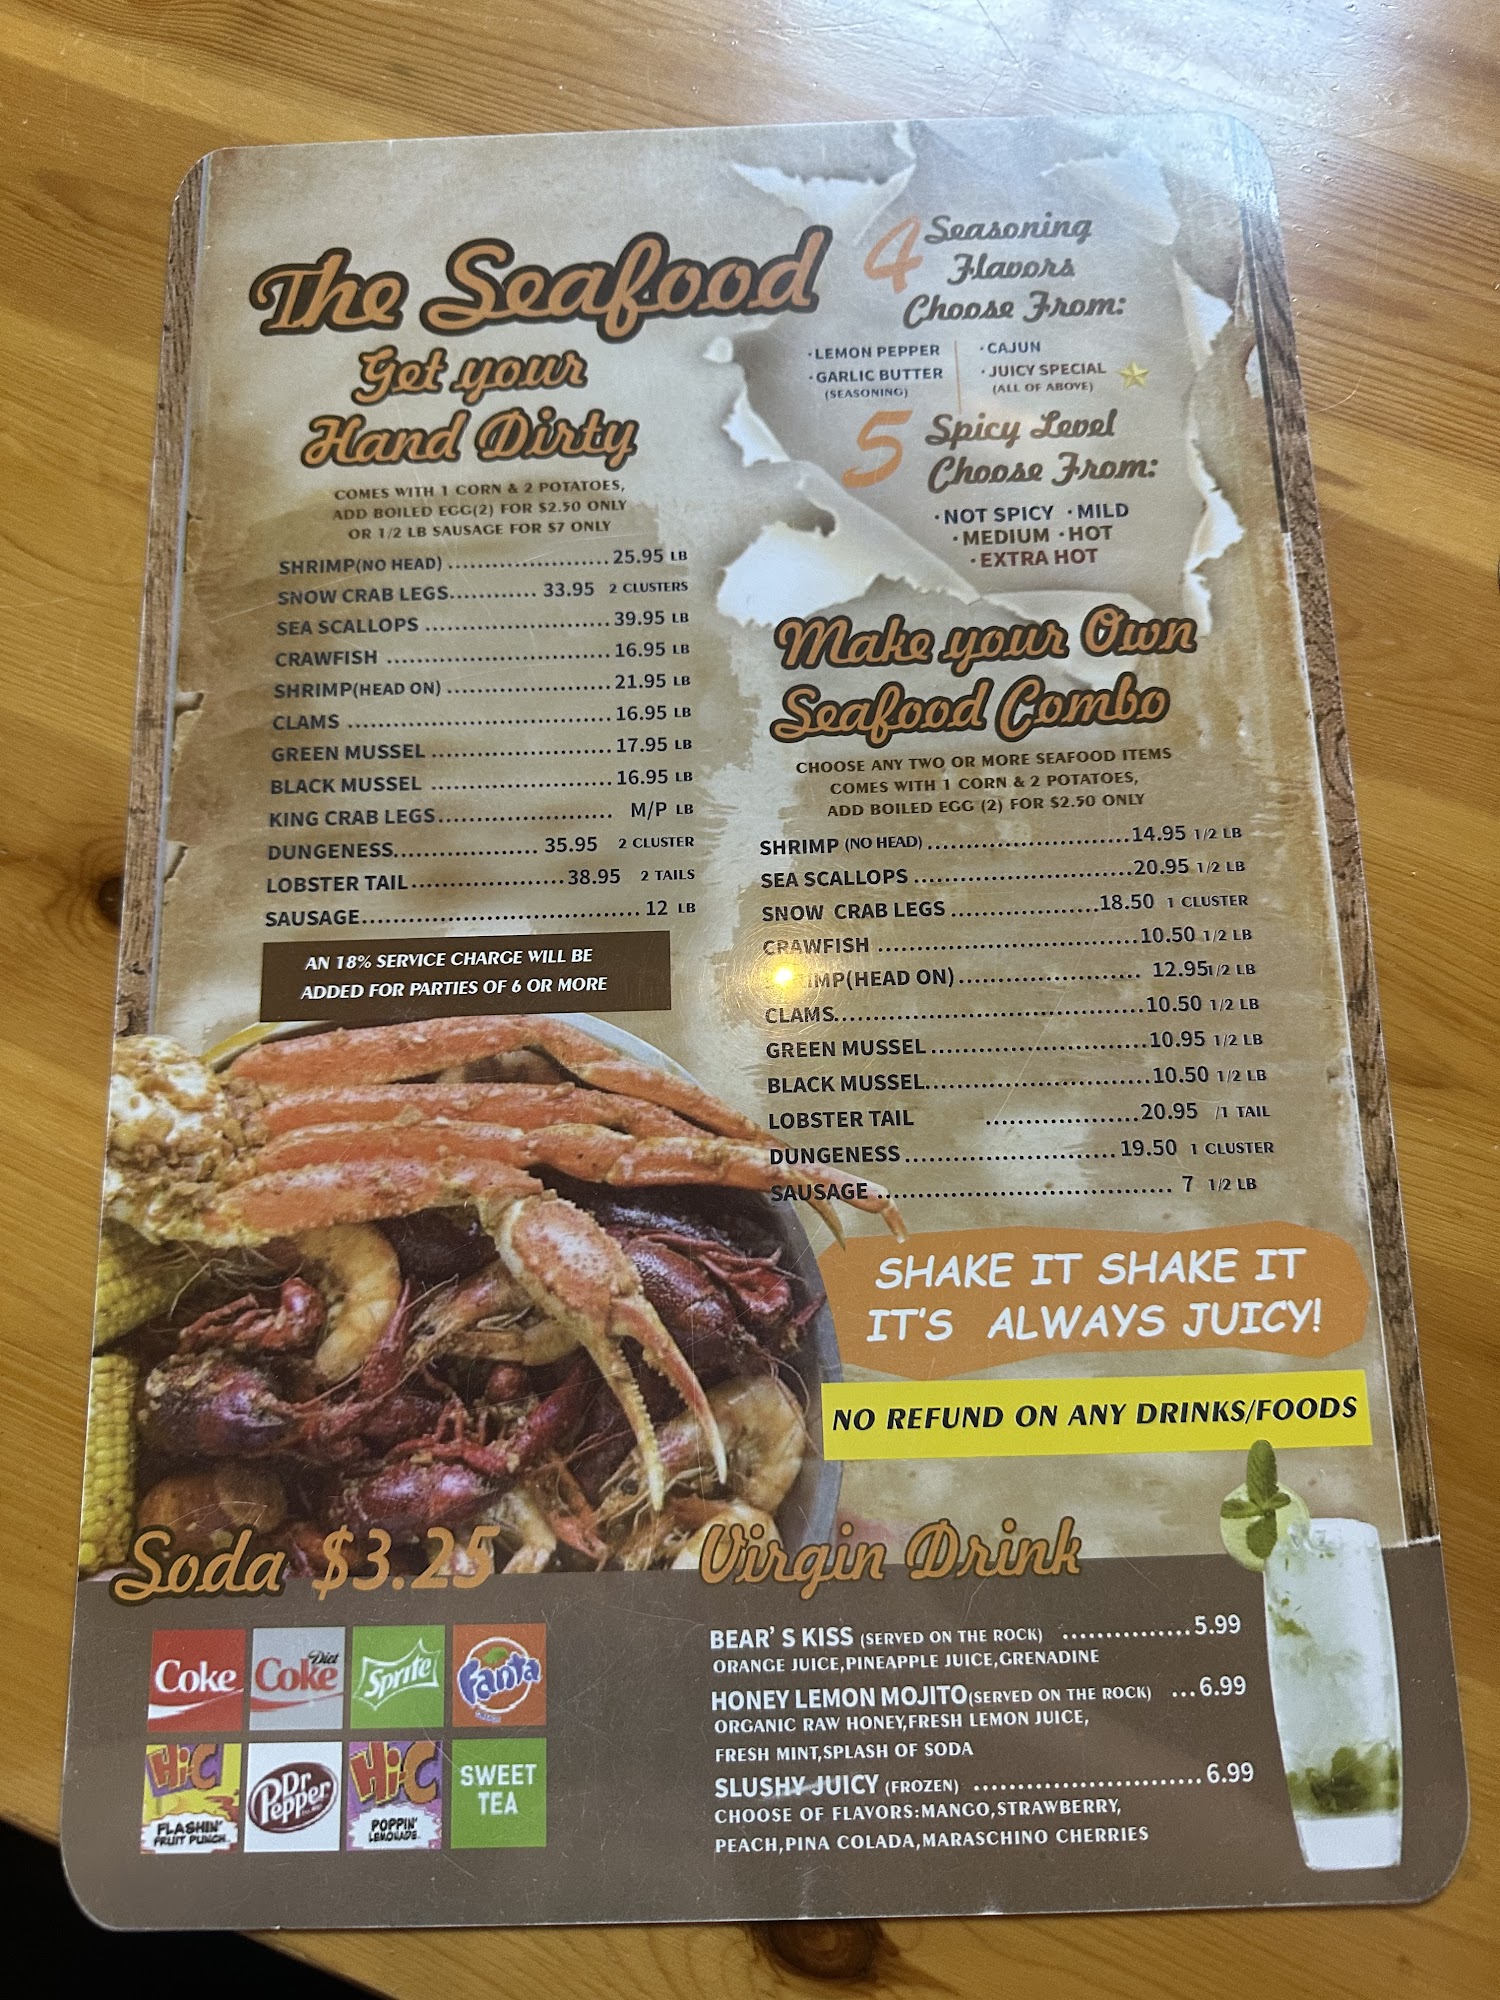 The Seafood
Get your
Hand Dirty
COMES WITH 1 CORN & 2 POTATOES,
ADD BOILED EGG(2) FOR $2.50 ONLY
OR 1/2 LB SAUSAGE FOR $7 ONLY
SHRIMP(NO HEAD) ........................ 25.95 LB
SNOW CRAB LEGS............ 33.95 2 CLUSTERS
SEA SCALLOPS ........................... 39.95 LB
CRAWFISH ................................. 16.95 LB
SHRIMP(HEAD ON) ........................ 21.95 LB
CLAMS ....................................... 16.95 LB
GREEN MUSSEL ........................... 17.95 LB
BLACK MUSSEL ........................... 16.95 LB
KING CRAB LEGS.......................... M/P LB
DUNGENESS..................... 35.95 2 CLUSTER
LOBSTER TAIL...................... 38.95 2 TAILS
SAUSAGE........................................ 12 LB
AN 18% SERVICE CHARGE WILL BE
ADDED FOR PARTIES OF 6 OR MORE
4 Seasoning
Flavors
Choose From:
·LEMON PEPPER ·CAJUN
·GARLIC BUTTER ·JUICY SPECIAL
(SEASONING) (ALL OF ABOVE)
5 Spicy Level
Choose From:
·NOT SPICY ·MILD
·MEDIUM ·HOT
·EXTRA HOT
Make your Own
Seafood Combo
CHOOSE ANY TWO OR MORE SEAFOOD ITEMS
COMES WITH 1 CORN & 2 POTATOES,
ADD BOILED EGG (2) FOR $2.50 ONLY
SHRIMP (NO HEAD) .............................14.95 1/2 LB
SEA SCALLOPS ...............................20.95 1/2 LB
SNOW CRAB LEGS .....................18.50 1 CLUSTER
CRAWFISH .....................................10.50 1/2 LB
(HEAD ON).......................... 12.95 1/2 LB
CLAMS............................................10.50 1/2 LB
GREEN MUSSEL ...............................10.95 1/2 LB
BLACK MUSSEL................................10.50 1/2 LB
LOBSTER TAIL ......................20.95 /1 TAIL
DUNGENESS .............................. 19.50 1 CLUSTER
SAUSAGE .......................................... 7 1/2 LB
SHAKE IT SHAKE IT
IT'S ALWAYS JUICY!
NO REFUND ON ANY DRINKS/FOODS
Soda $3.25
Coke Diet Coke Sprite Fanta
Hi-C FLASHIN' FRUIT PUNCH Dr Pepper Hi-C POPPIN' LEMONADE SWEET TEA
Virgin Drink
BEAR' S KISS (SERVED ON THE ROCK) ................5.99
ORANGE JUICE,PINEAPPLE JUICE,GRENADINE
HONEY LEMON MOJITO(SERVED ON THE ROCK) ...6.99
ORGANIC RAW HONEY,FRESH LEMON JUICE,
FRESH MINT,SPLASH OF SODA
SLUSHY JUICY (FROZEN) .............................6.99
CHOOSE OF FLAVORS:MANGO,STRAWBERRY,
PEACH,PINA COLADA,MARASCHINO CHERRIES